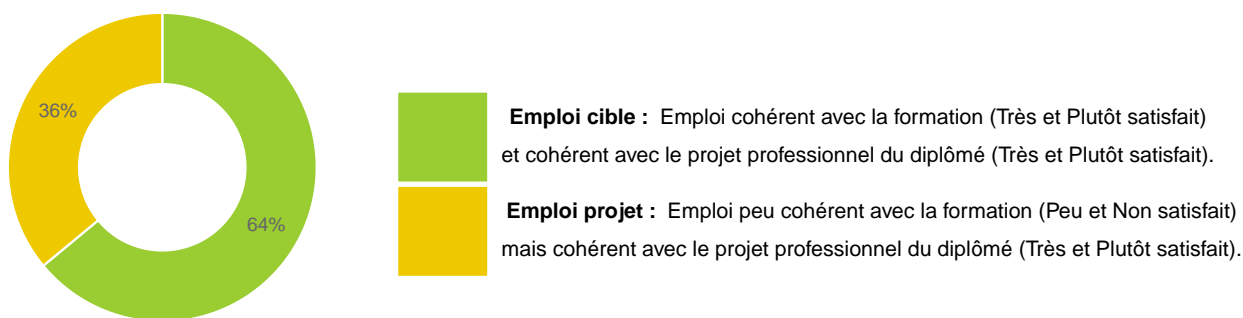 36%
64%
Emploi cible : Emploi cohérent avec la formation (Très et Plutôt satisfait)
et cohérent avec le projet professionnel du diplômé (Très et Plutôt satisfait).
Emploi projet : Emploi peu cohérent avec la formation (Peu et Non satisfait)
mais cohérent avec le projet professionnel du diplômé (Très et Plutôt satisfait).